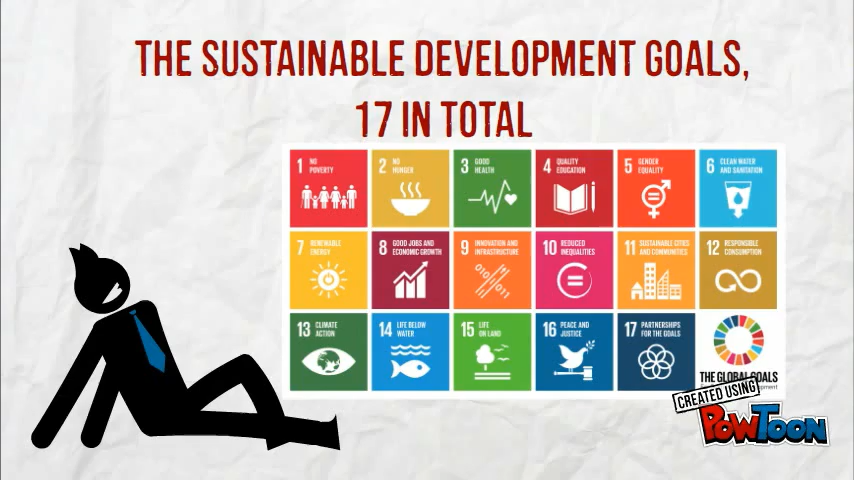 THE SUSTAINABLE DEVELOPMENT GOALS,
17 IN TOTAL
1 NO
POVERTY
2 NO
HUNGER
3 GOOD
HEALTH
4 QUALITY
EDUCATION
5 GENDER
EQUALITY
6 CLEAN WATER
AND SANITATION
7 RENEWABLE
ENERGY
8 GOOD JOBS AND
ECONOMIC GROWTH
9 INNOVATION AND
INFRASTRUCTURE
010
011
10 REDUCED
INEQUALITIES
11 SUSTAINABLE CITIES
AND COMMUNITIES
12 RESPONSIBLE
CONSUMPTION
13 CLIMATE
ACTION
14 LIFE BELOW
WATER
15 LIFE
ON LAND
16 PEACE AND
JUSTICE
17 PARTNERSHIPS
FOR THE GOALS
THE GLOBAL GOALS
CREATED USING
POWTOON